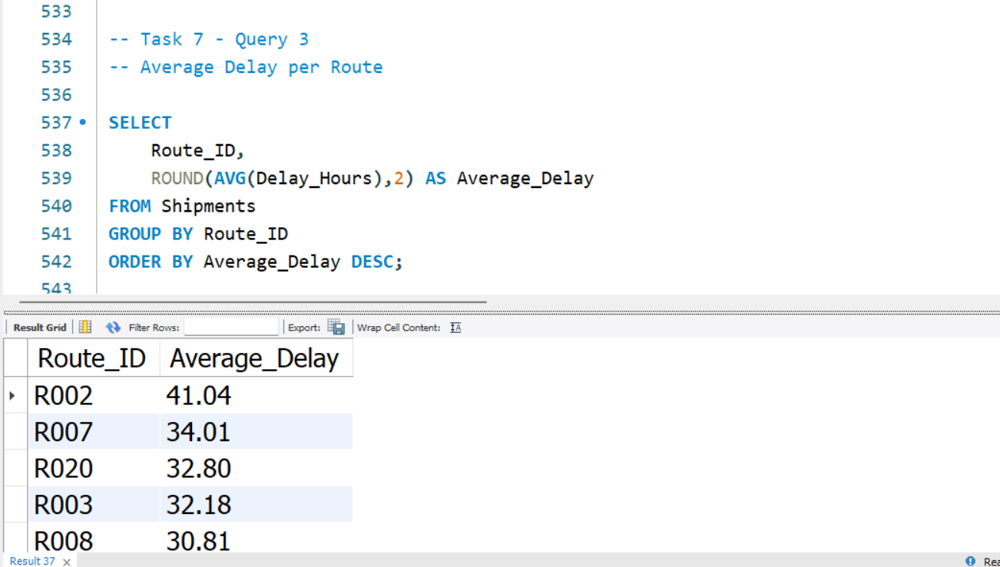 533
534 -- Task 7 - Query 3
535 -- Average Delay per Route
536
537 SELECT
538 Route_ID,
539 ROUND(AVG(Delay_Hours),2) AS Average_Delay
540 FROM Shipments
541 GROUP BY Route_ID
542 ORDER BY Average_Delay DESC;
543
Result Grid Filter Rows: Export: Wrap Cell Content:
Route_ID Average_Delay
R002 41.04
R007 34.01
R020 32.80
R003 32.18
R008 30.81
Result 37